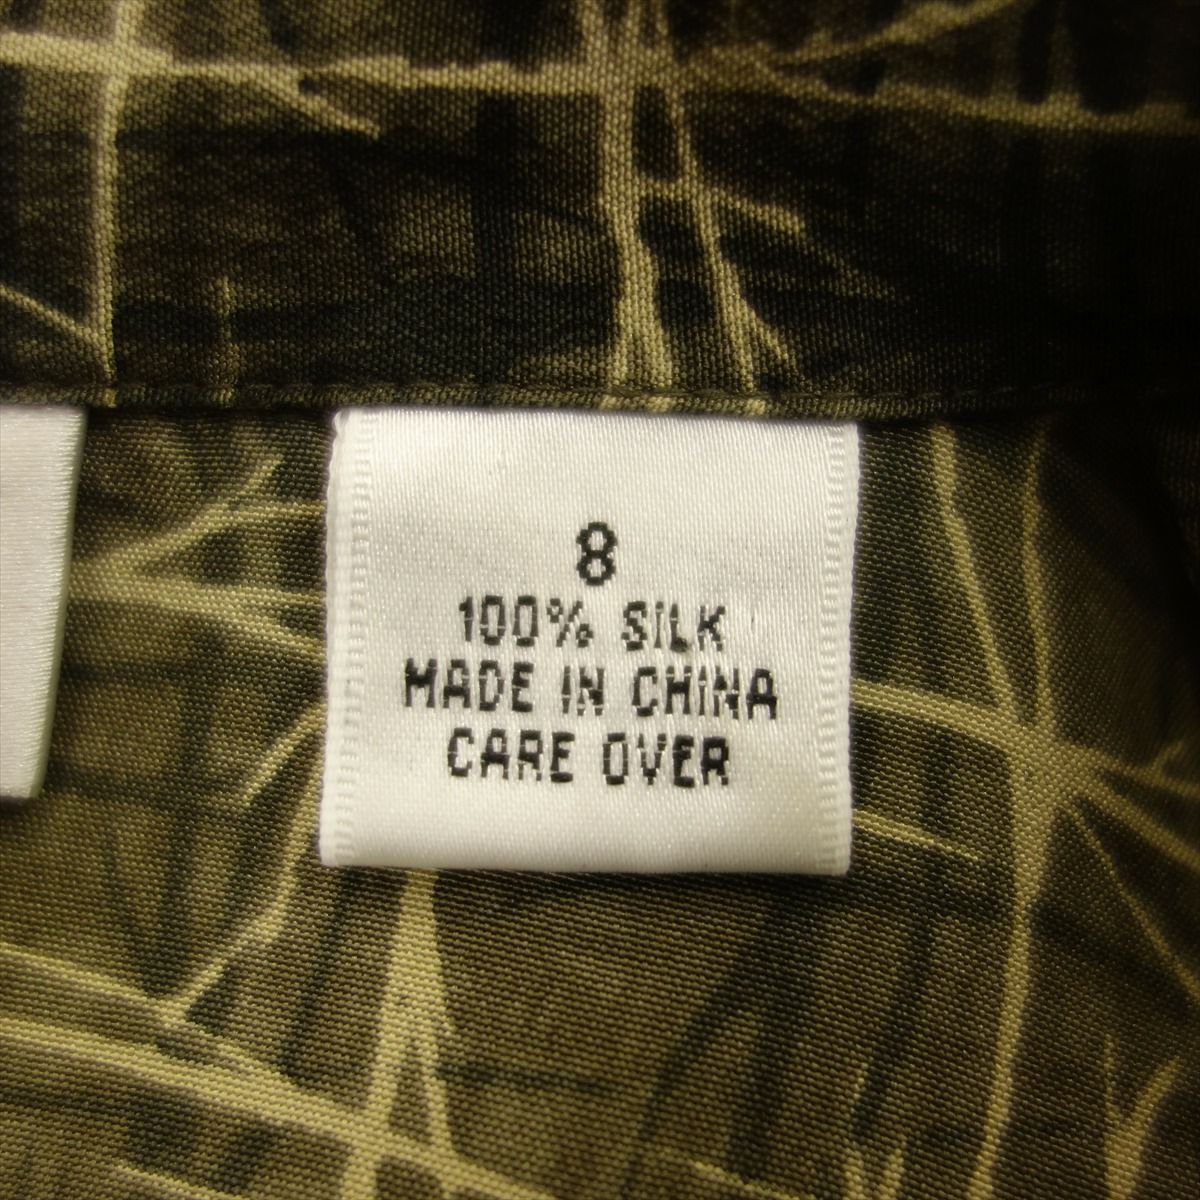 8
100% SILK
MADE IN CHINA
CARE OVER